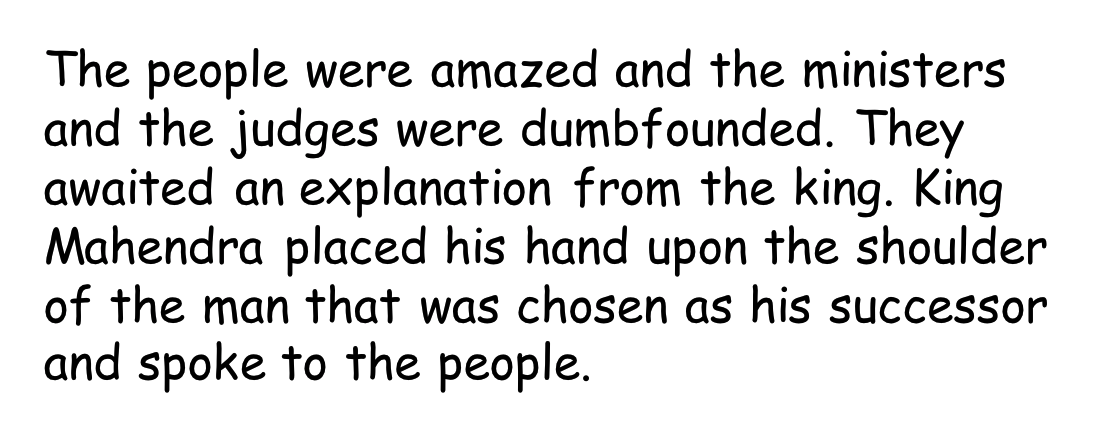 The people were amazed and the ministers
and the judges were dumbfounded. They
awaited an explanation from the king. King
Mahendra placed his hand upon the shoulder
of the man that was chosen as his successor
and spoke to the people.